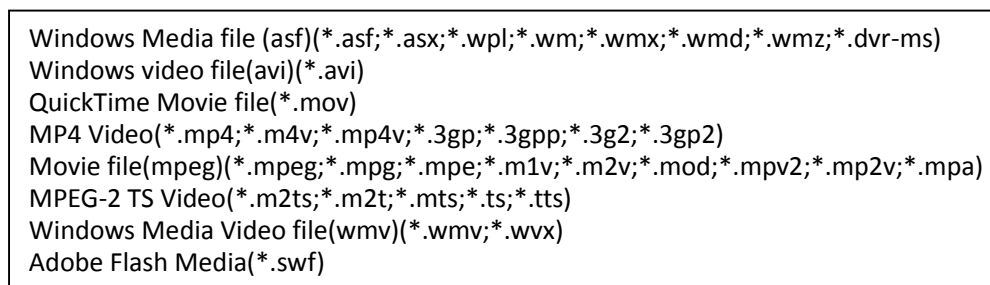 Windows Media file (asf)(*.asf;*.asx;*.wpl;*.wm;*.wmx;*.wmd;*.wmz;*.dvr-ms)
Windows video file(avi)(*.avi)
QuickTime Movie file(*.mov)
MP4 Video(*.mp4;*.m4v;*.mp4v;*.3gp;*.3gpp;*.3g2;*.3gp2)
Movie file(mpeg)(*.mpeg;*.mpg;*.mpe;*.m1v;*.m2v;*.mod;*.mpv2;*.mp2v;*.mpa)
MPEG-2 TS Video(*.m2ts;*.m2t;*.mts;*.ts;*.tts)
Windows Media Video file(wmv)(*.wmv;*.wvx)
Adobe Flash Media(*.swf)